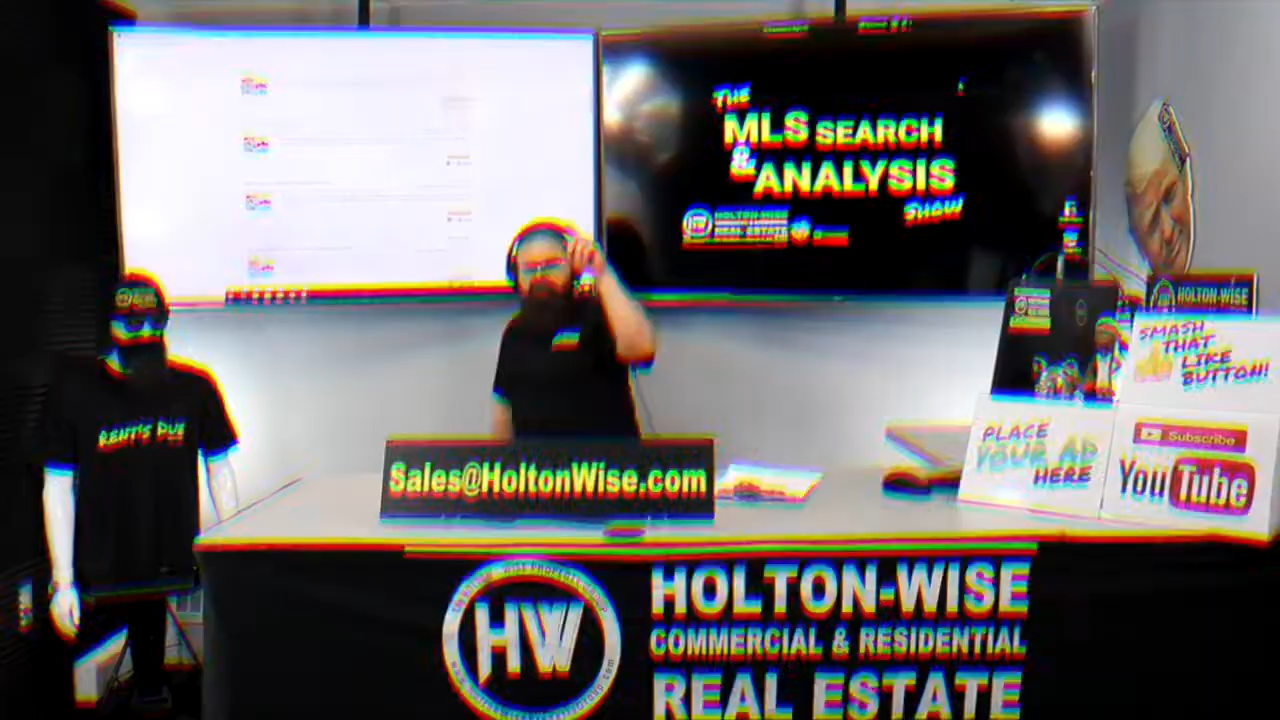 THE
MLS SEARCH
& ANALYSIS
SHOW
HW HOLTON-WISE
REAL ESTATE
HOLTON-WISE
SMASH
THAT
LIKE
BUTTON!
RENT'S DUE
PLACE
YOUR AD
HERE
Subscribe
YouTube
Sales@HoltonWise.com
HW
HOLTON-WISE
COMMERCIAL & RESIDENTIAL
REAL ESTATE